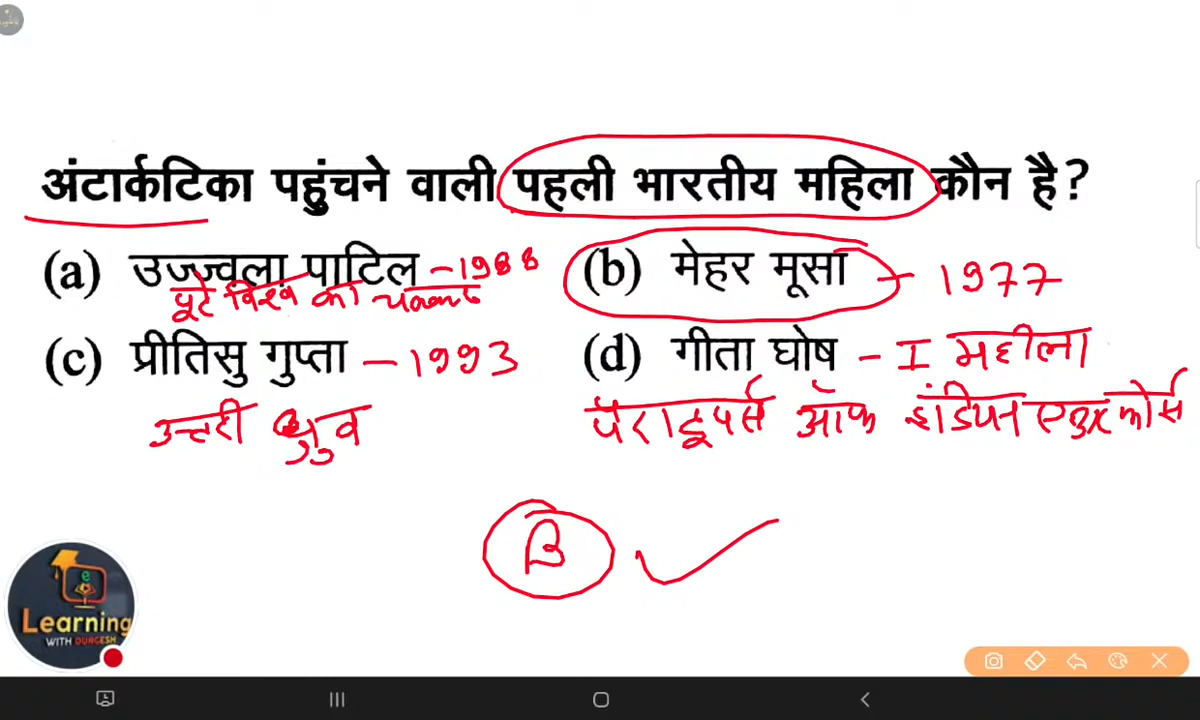 अंटार्कटिका पहुंचने वाली पहली भारतीय महिला कौन है?
(a) उज्ज्वला पाटिल – 1988
(b) मेहर मूसा – 1977
पूरे विश्व का
(c) प्रीतिसु गुप्ता – 1993
(d) गीता घोष – I महीला
उत्तरी ध्रुव
पैराट्रूपर्स ऑफ इंडियन एअर फोर्स
B
e
Learning
WITH DURGESH